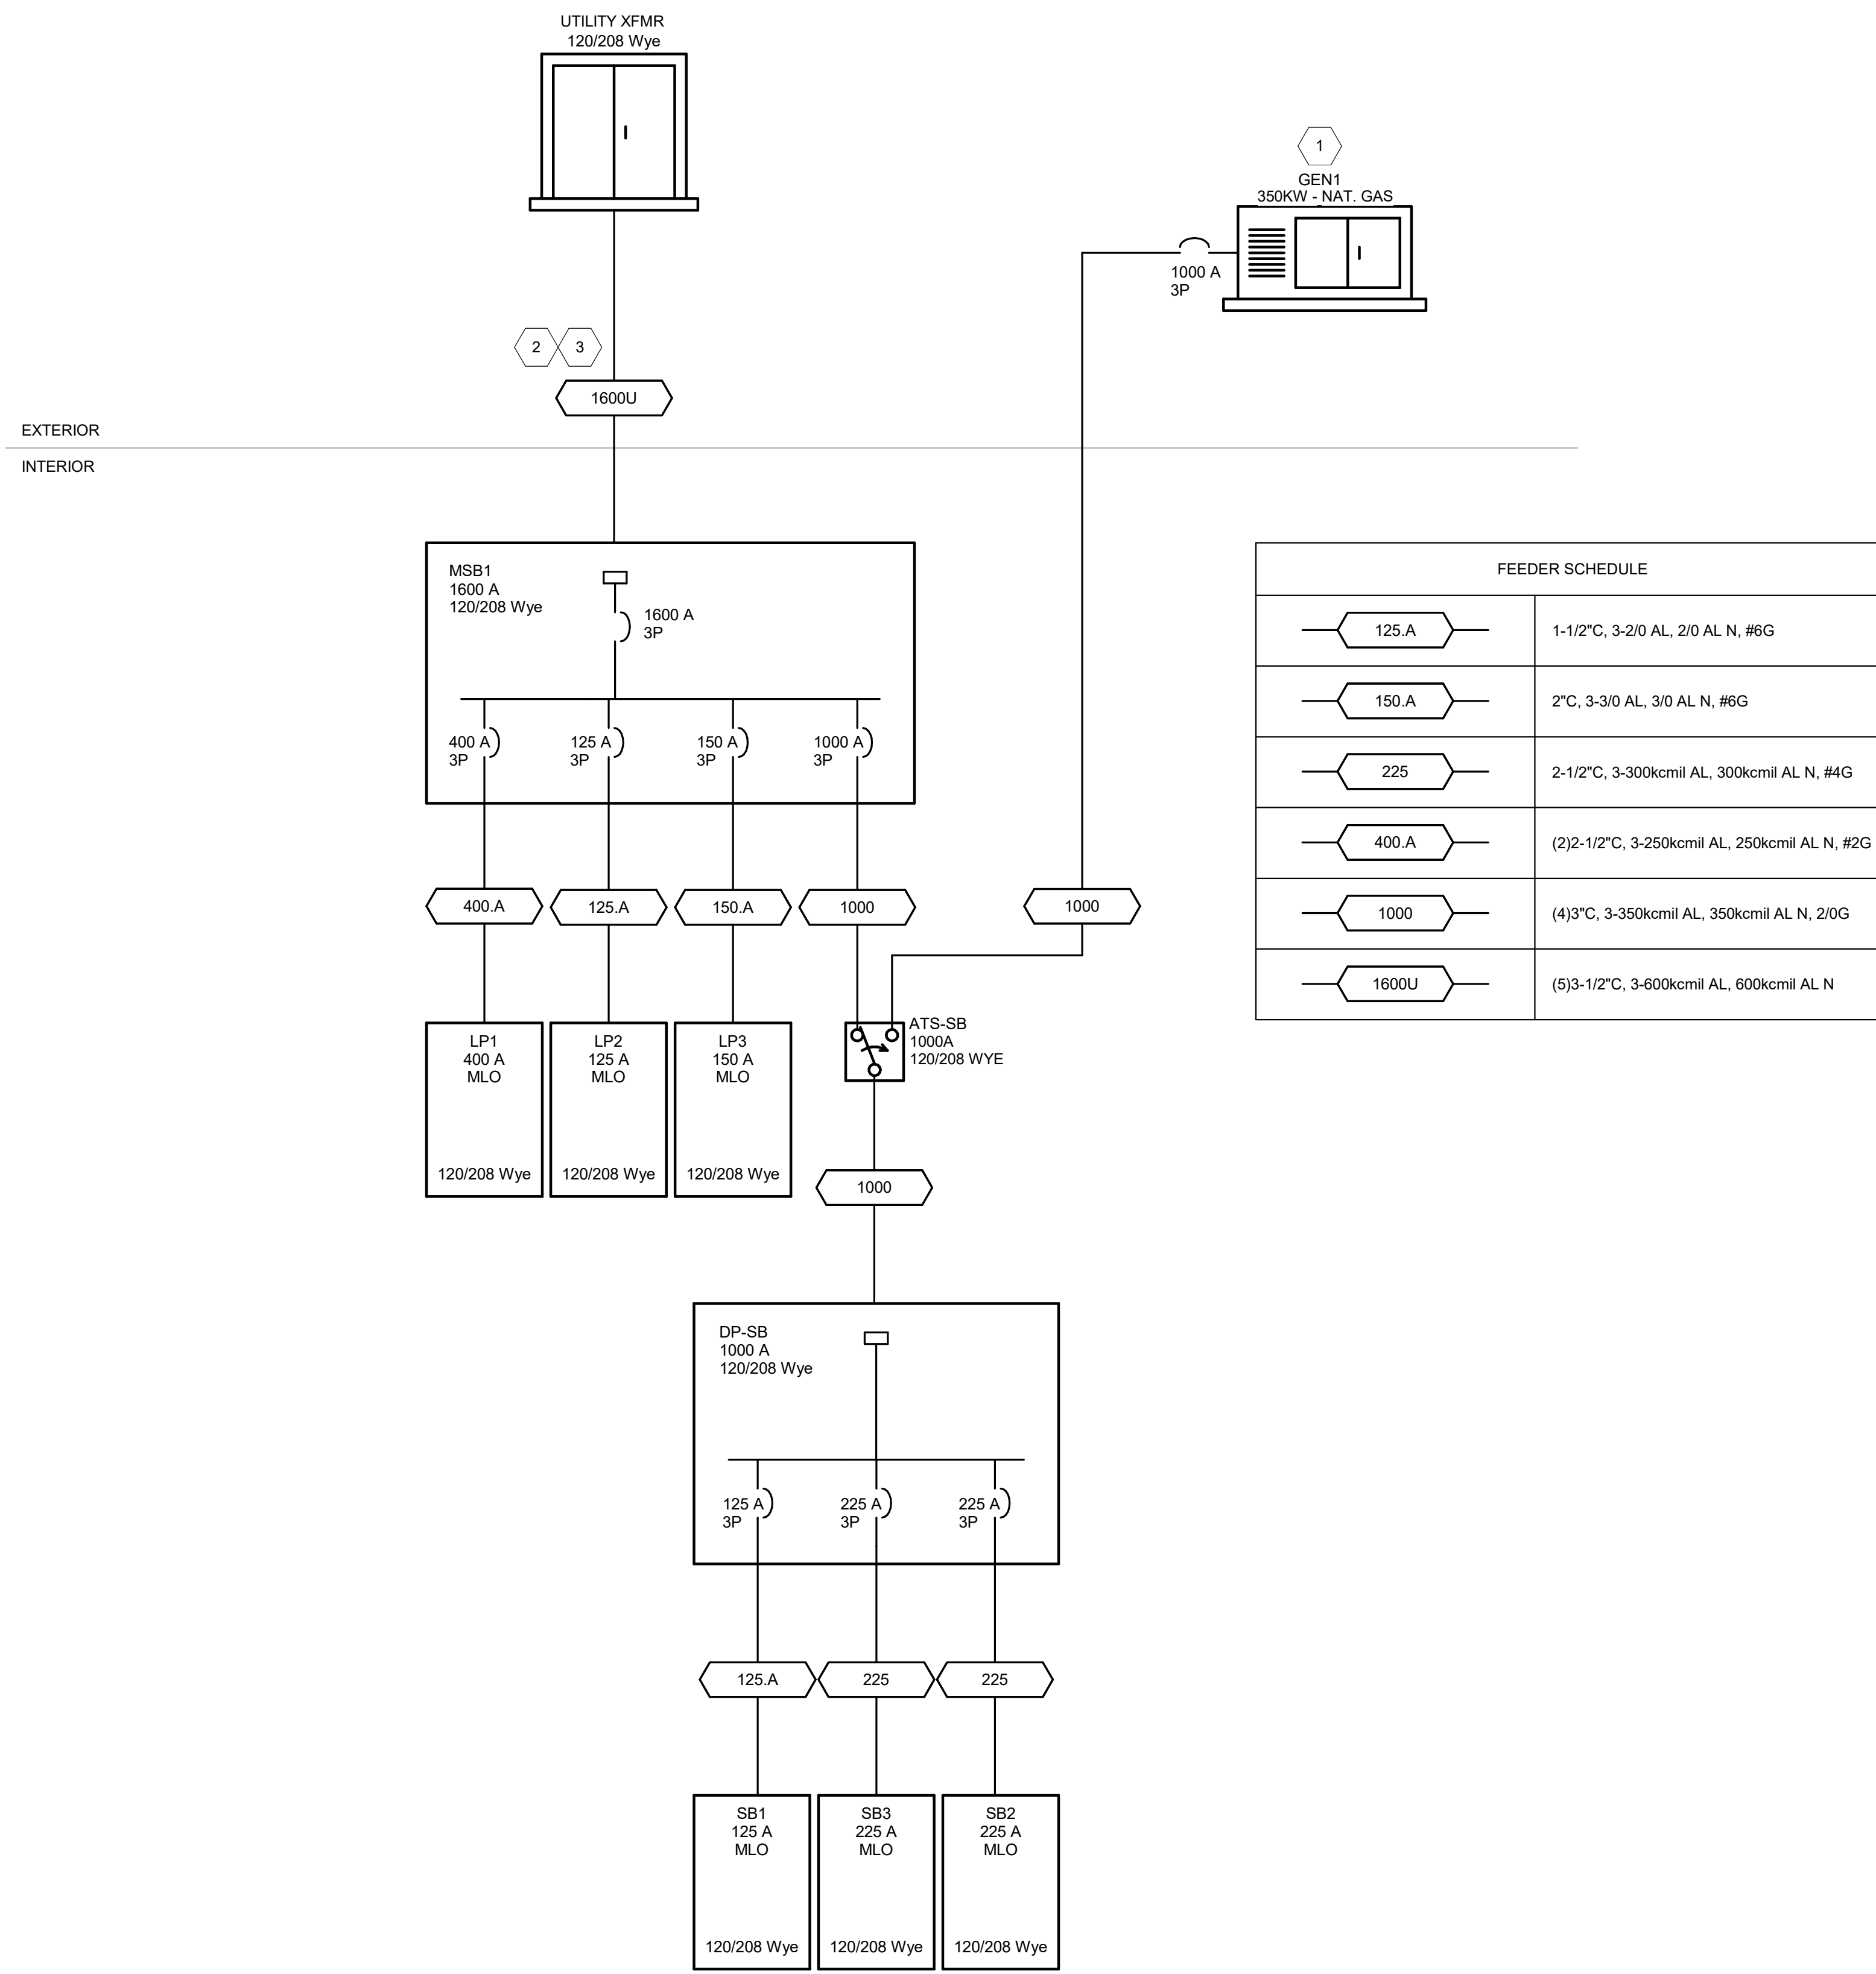 UTILITY XFMR
120/208 Wye
1
GEN1
350KW - NAT. GAS
1000 A
3P
2
3
1600U
EXTERIOR
INTERIOR
MSB1
1600 A
120/208 Wye
1600 A
3P
400 A
3P
125 A
3P
150 A
3P
1000 A
3P
400.A
125.A
150.A
1000
1000
FEEDER SCHEDULE
125.A
1-1/2"C, 3-2/0 AL, 2/0 AL N, #6G
150.A
2"C, 3-3/0 AL, 3/0 AL N, #6G
225
2-1/2"C, 3-300kcmil AL, 300kcmil AL N, #4G
400.A
(2)2-1/2"C, 3-250kcmil AL, 250kcmil AL N, #2G
1000
(4)3"C, 3-350kcmil AL, 350kcmil AL N, 2/0G
1600U
(5)3-1/2"C, 3-600kcmil AL, 600kcmil AL N
LP1
400 A
MLO
120/208 Wye
LP2
125 A
MLO
120/208 Wye
LP3
150 A
MLO
120/208 Wye
ATS-SB
1000A
120/208 WYE
1000
DP-SB
1000 A
120/208 Wye
125 A
3P
225 A
3P
225 A
3P
125.A
225
225
SB1
125 A
MLO
120/208 Wye
SB3
225 A
MLO
120/208 Wye
SB2
225 A
MLO
120/208 Wye